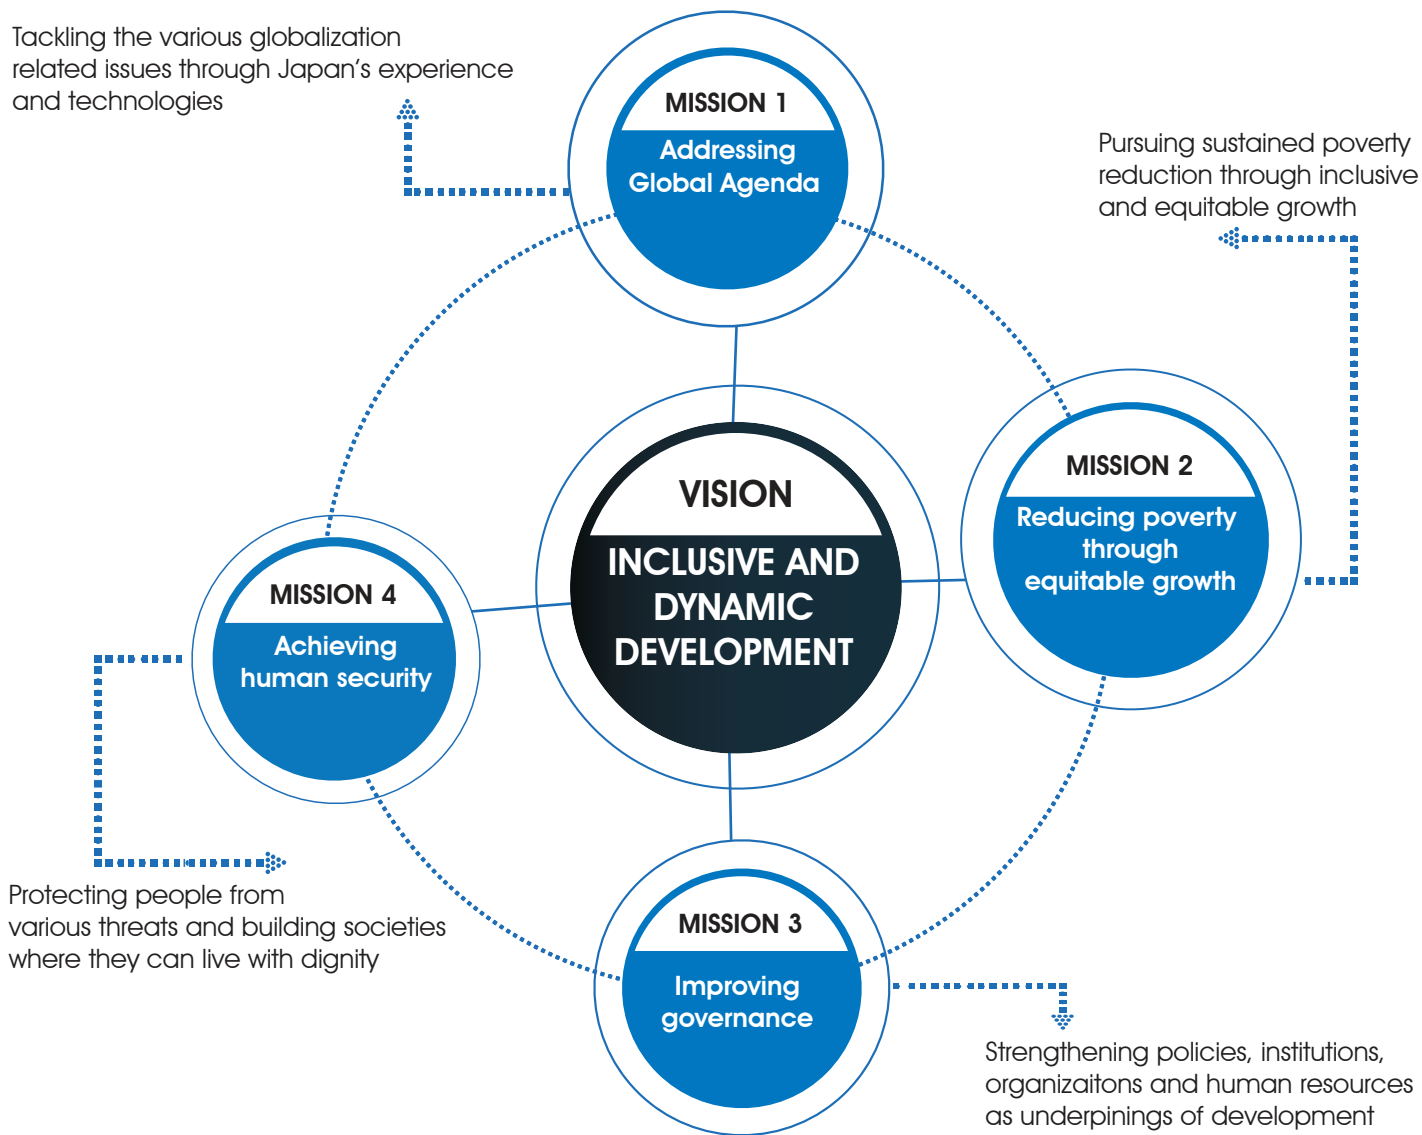 Tackling the various globalization
related issues through Japan's experience
and technologies
MISSION 1
Addressing
Global Agenda
Pursuing sustained poverty
reduction through inclusive
and equitable growth
MISSION 2
Reducing poverty
through
equitable growth
VISION
INCLUSIVE AND
DYNAMIC
DEVELOPMENT
MISSION 4
Achieving
human security
Protecting people from
various threats and building societies
where they can live with dignity
MISSION 3
Improving
governance
Strengthening policies, institutions,
organizaitons and human resources
as underpinings of development